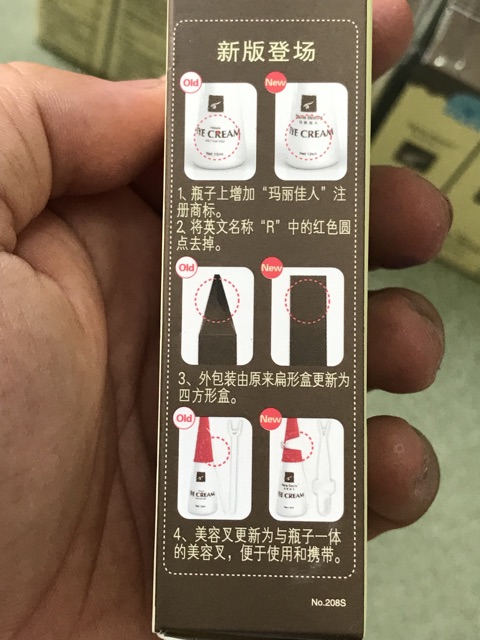 新版登场
Old
New
EYE CREAM
EYE CREAM
1、瓶子上增加“玛丽佳人”注
册商标。
2、将英文名称“R”中的红色圆
点去掉。
Old
New
3、外包装由原来扁形盒更新为
四方形盒。
Old
New
EYE CREAM
EYE CREAM
4、美容叉更新为与瓶子一体
的美容叉，便于使用和携带。
No.208S